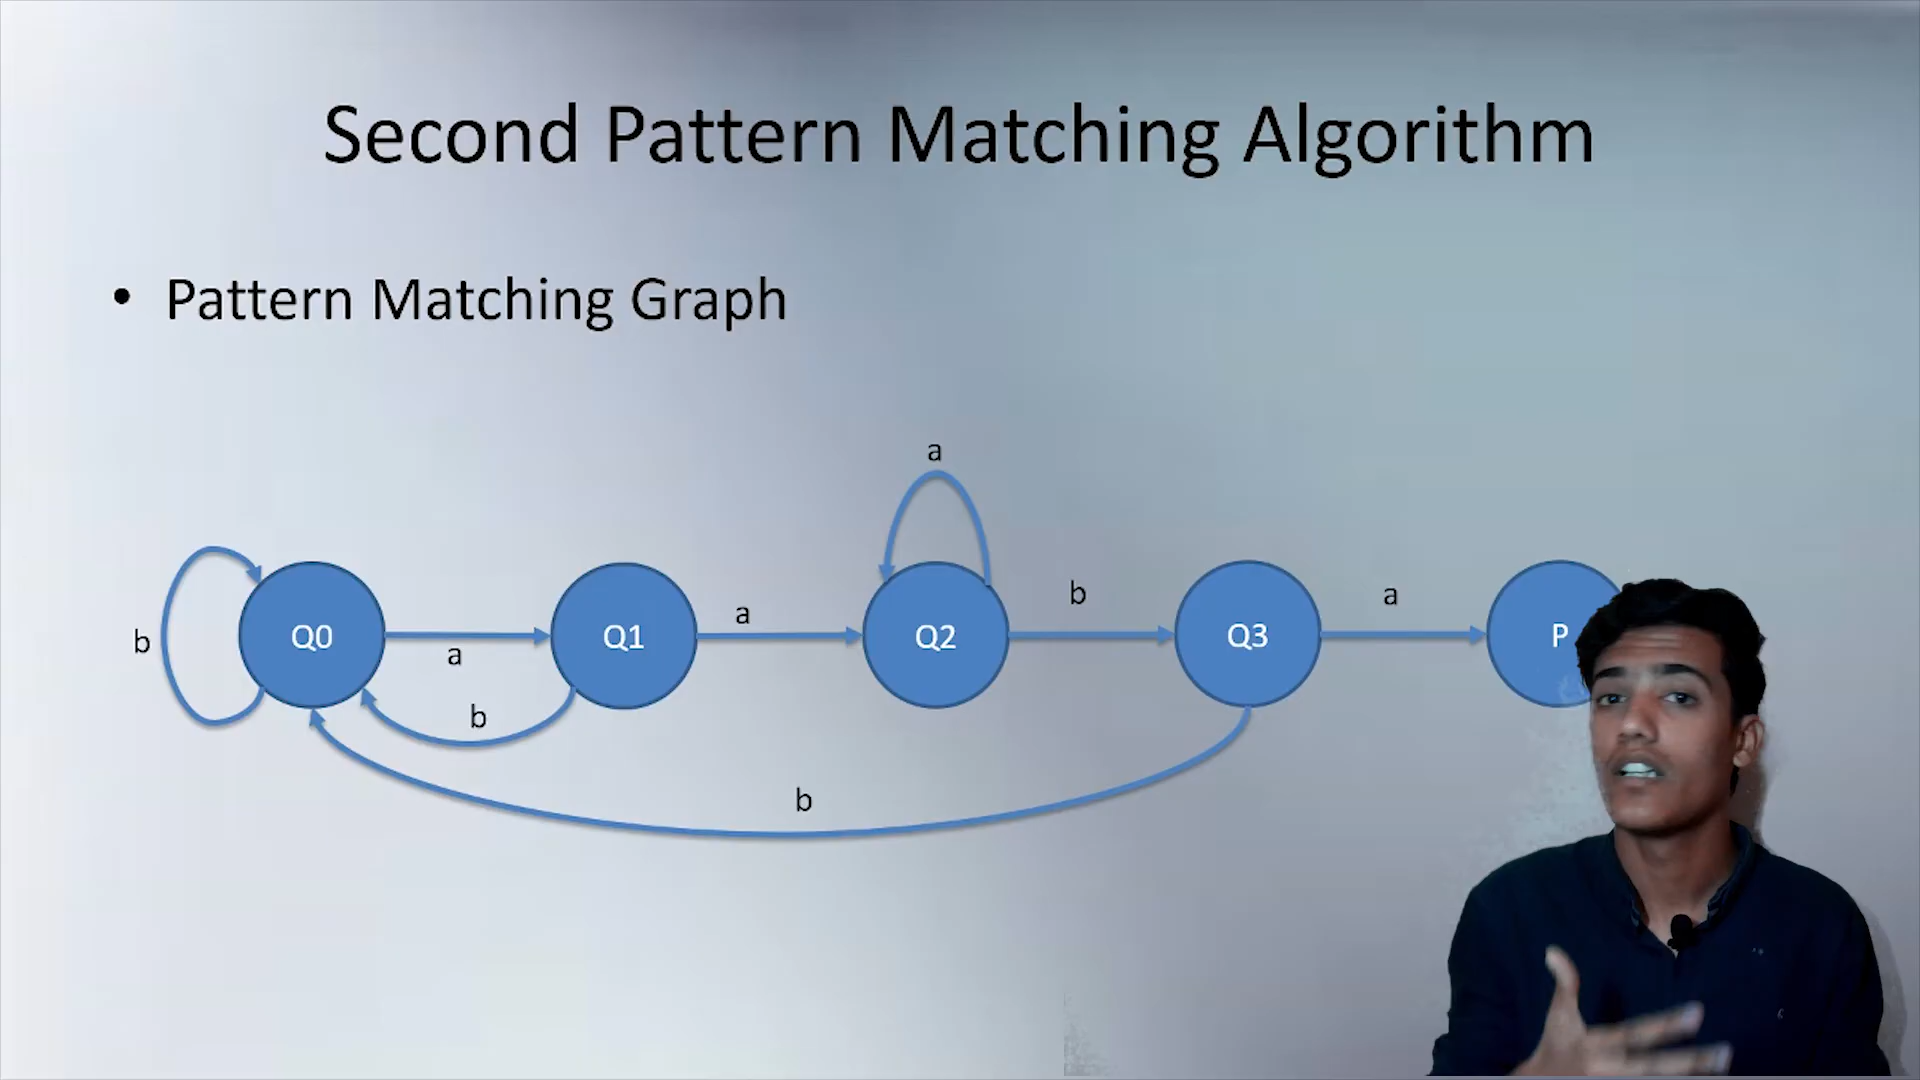 Second Pattern Matching Algorithm
• Pattern Matching Graph
a
b
a
a
b
Q0
Q1
Q2
Q3
P
a
b
b
b